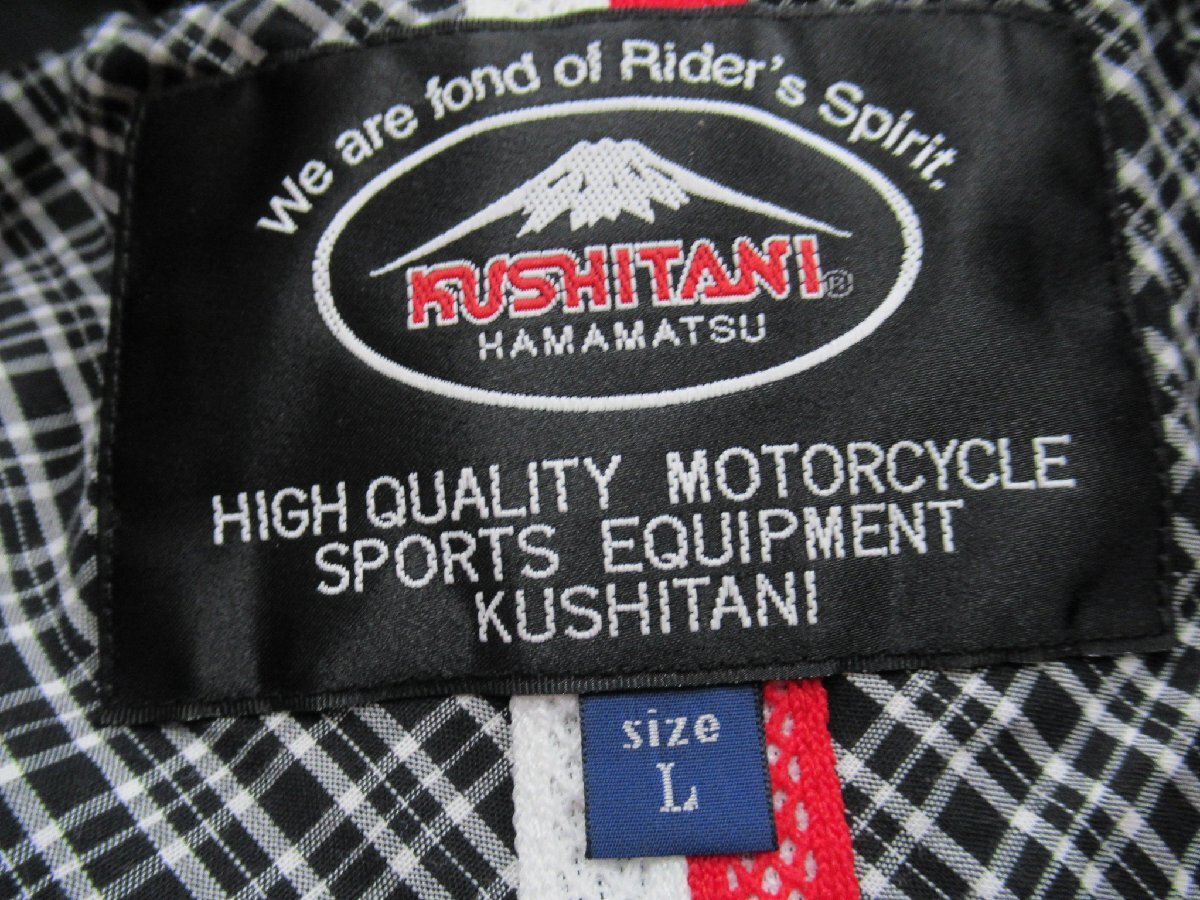 We are fond of Rider's Spirit.
KUSHITANI®
HAMAMATSU
HIGH QUALITY MOTORCYCLE
SPORTS EQUIPMENT
KUSHITANI
size
L